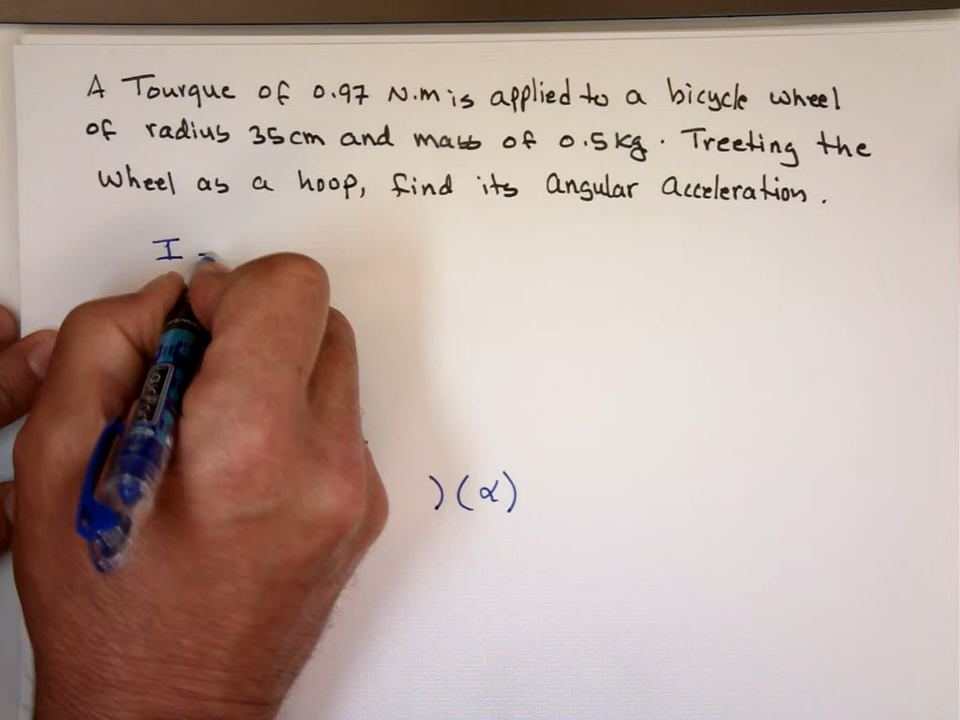 A Tourque of 0.97 N.m is applied to a bicycle wheel
of radius 35cm and mass of 0.5kg. Treeting the
wheel as a hoop, find its angular acceleration.
I =
)(α)